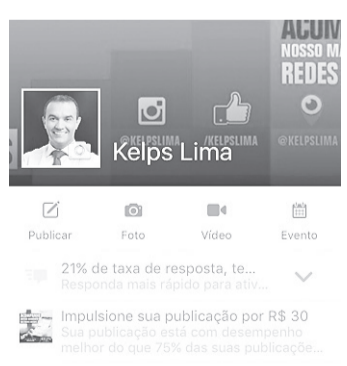 ACUM
NOSSO MA
REDES
@KELPSLIMA
/KELPSLIMA
@KELPSLIMA
Kelps Lima
Publicar
Foto
Vídeo
Evento
21% de taxa de resposta, te...
Responda mais rápido para ativ...
Impulsione sua publicação por R$ 30
Sua publicação está com desempenho
melhor do que 75% das suas publicaçõe...